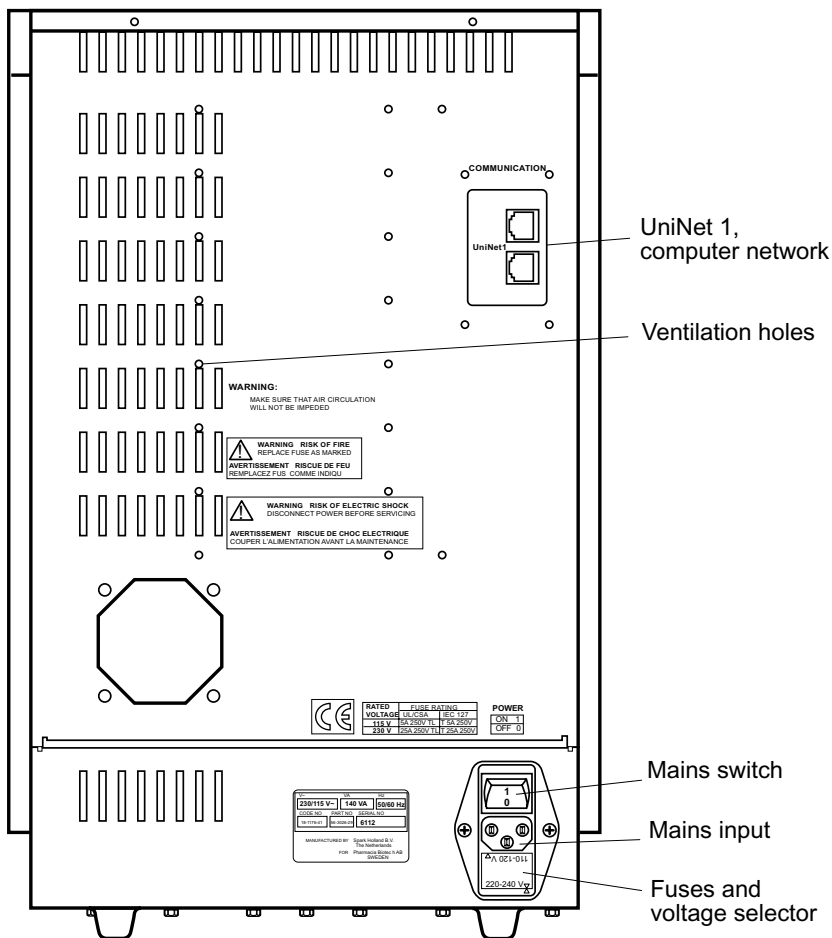 COMMUNICATION
UniNet1
UniNet 1,
computer network
Ventilation holes
WARNING:
MAKE SURE THAT AIR CIRCULATION
WILL NOT BE IMPEDED
WARNING RISK OF FIRE
REPLACE FUSE AS MARKED
AVERTISSEMENT RISCUE DE FEU
REMPLACEZ FUS COMME INDIQU
WARNING RISK OF ELECTRIC SHOCK
DISCONNECT POWER BEFORE SERVICING
AVERTISSEMENT RISCUE DE CHOC ELECTRIQUE
COUPER L'ALIMENTATION AVANT LA MAINTENANCE
CE
RATED VOLTAGE FUSE RATING
UL/CSA IEC 127
115 V 5A 250V TL T 5A 250V
230 V 25A 250V TL T 25A 250V
POWER
ON 1
OFF 0
Mains switch
1
0
Mains input
110-120 V
220-240 V
Fuses and
voltage selector
V~ VA Hz
230/115 V~ 140 VA 50/60 Hz
CODE NO PART NO SERIAL NO
6112
MANUFACTURED BY Spark Holland B.V.
The Netherlands
FOR Pharmacia Biotec h AB
SWEDEN